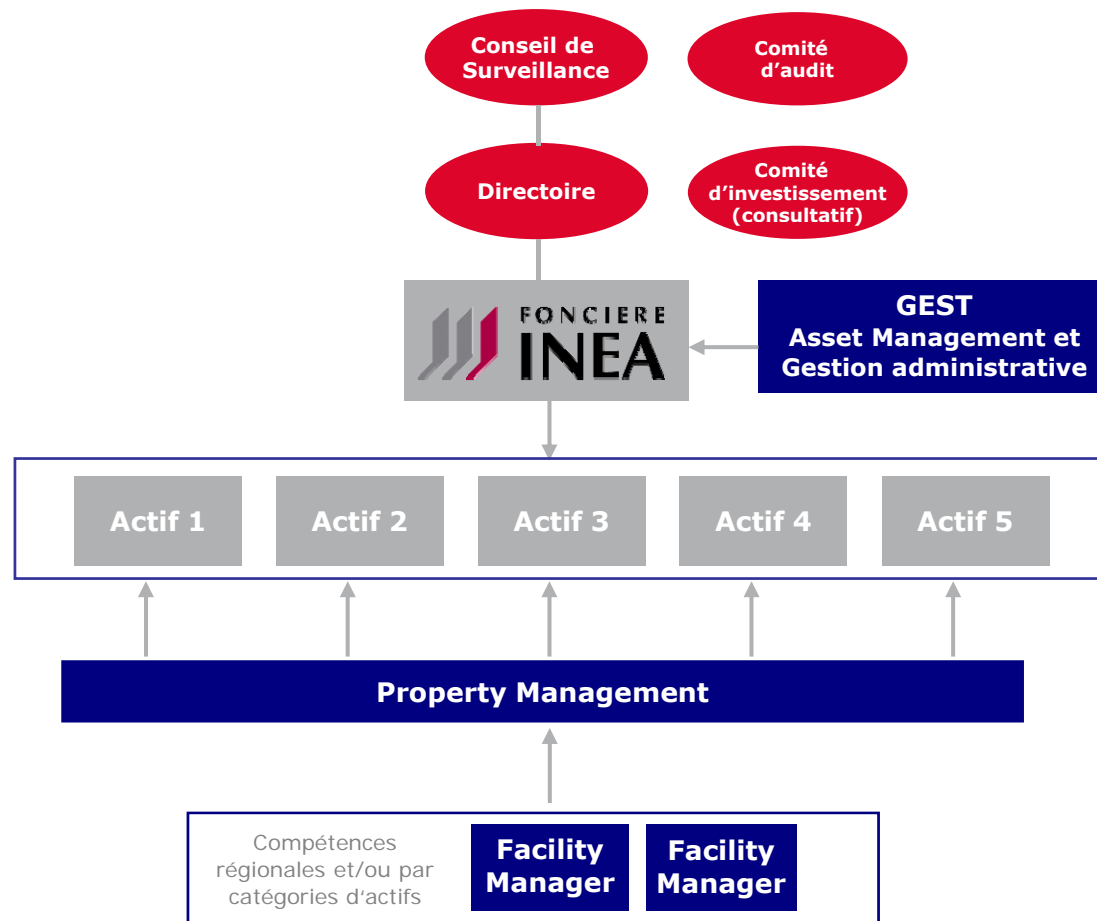 Conseil de
Surveillance
Comité
d’audit
Directoire
Comité
d’investissement
(consultatif)
FONCIERE
INEA
GEST
Asset Management et
Gestion administrative
Actif 1
Actif 2
Actif 3
Actif 4
Actif 5
Property Management
Compétences
régionales et/ou par
catégories d‘actifs
Facility
Manager
Facility
Manager